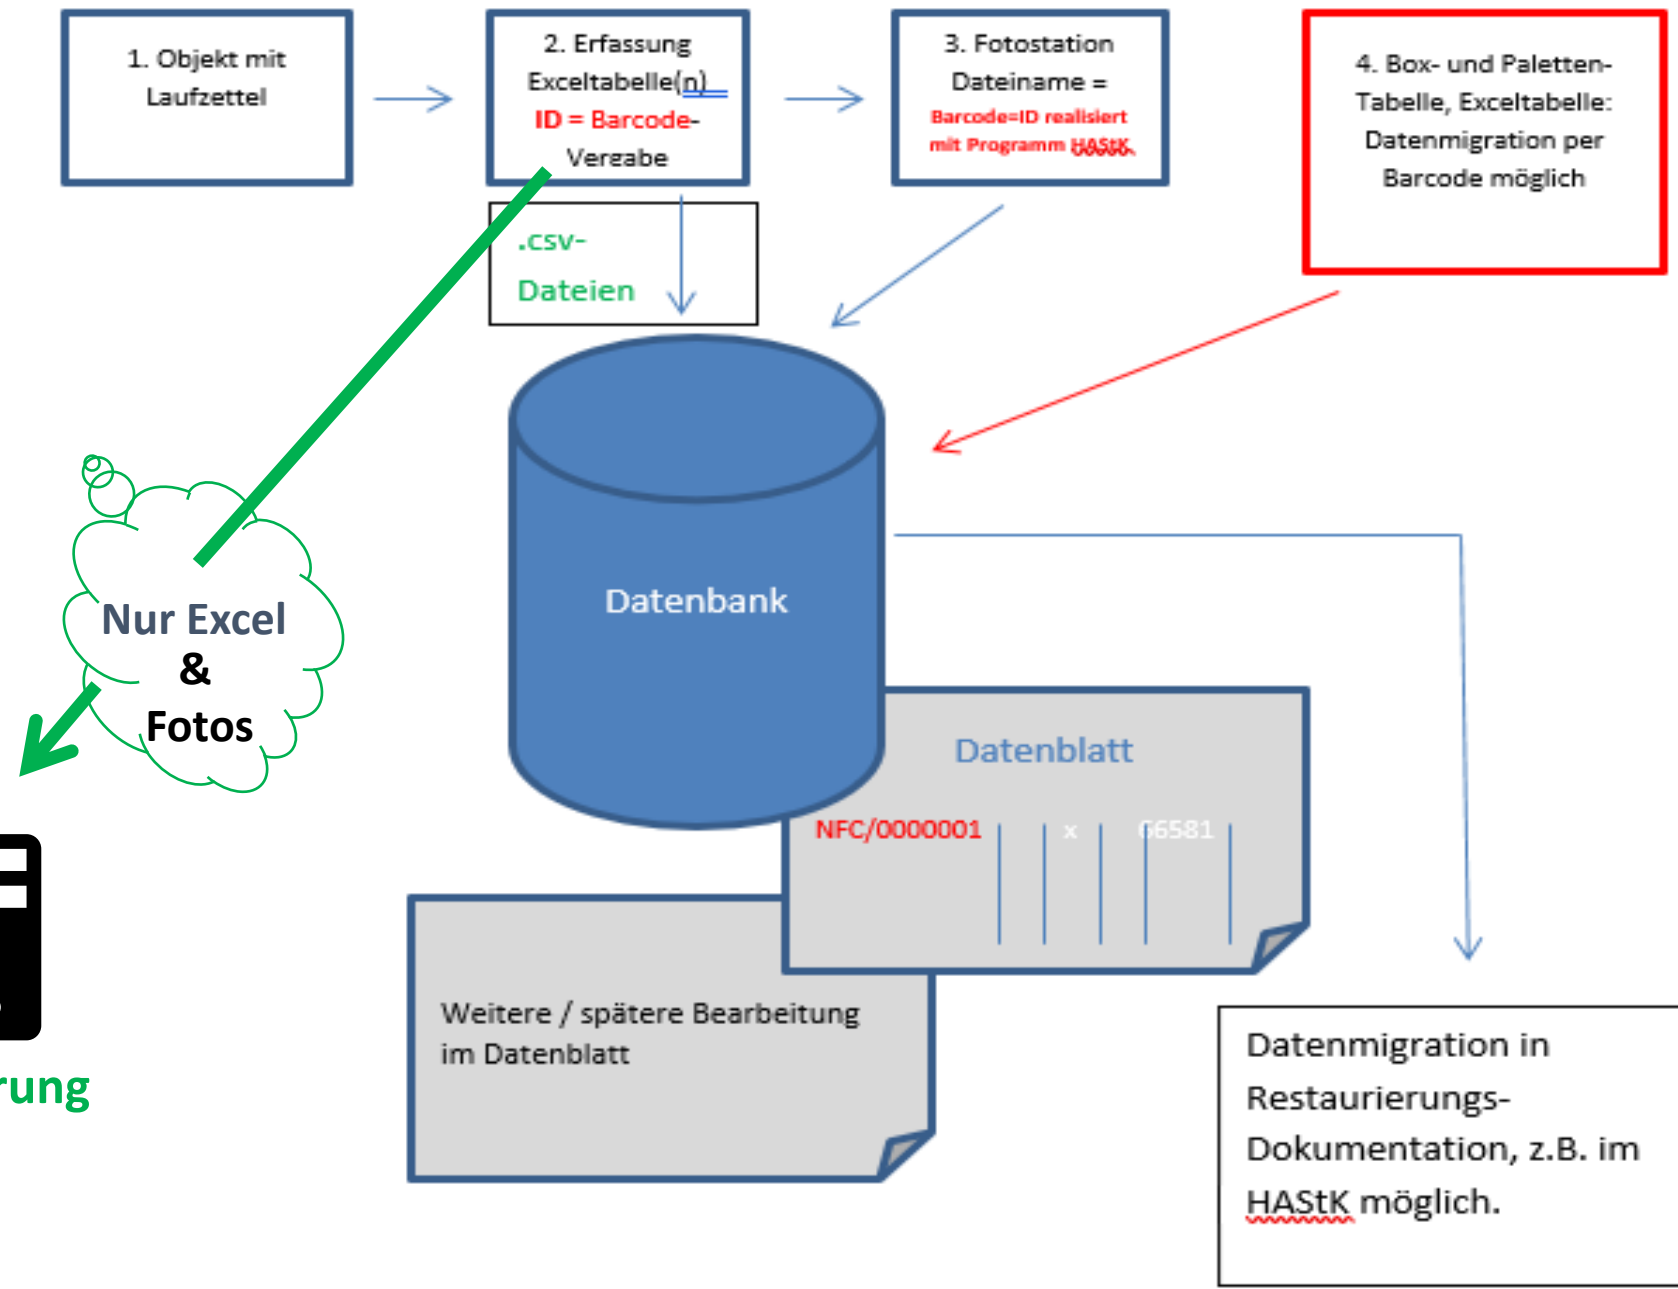 1. Objekt mit
Laufzettel
2. Erfassung
Exceltabelle(n)
ID = Barcode-
Vergabe
3. Fotostation
Dateiname =
Barcode=ID realisiert
mit Programm HAStK
4. Box- und Paletten-
Tabelle, Exceltabelle:
Datenmigration per
Barcode möglich
.csv-
Dateien
Datenbank
Nur Excel
&
Fotos
Datenblatt
NFC/0000001 x 66581
Weitere / spätere Bearbeitung
im Datenblatt
rung
Datenmigration in
Restaurierungs-
Dokumentation, z.B. im
HAStK möglich.